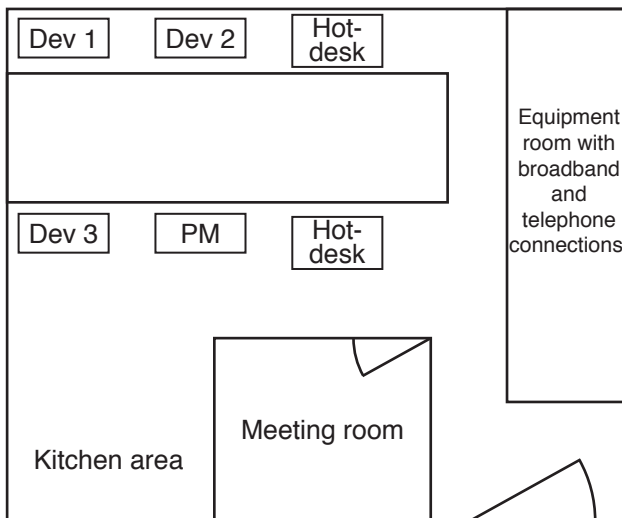 Dev 1
Dev 2
Hot-
desk
Equipment
room with
broadband
and
telephone
connections
Dev 3
PM
Hot-
desk
Meeting room
Kitchen area